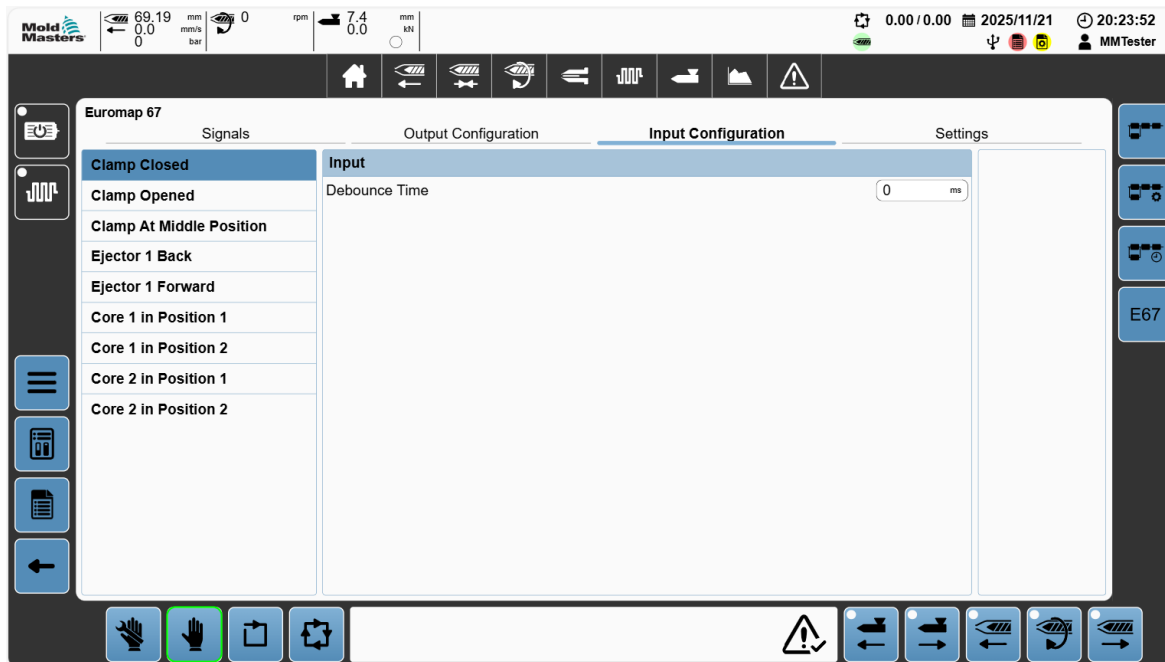 Mold
Masters
69.19 mm
0.0 mm/s
0 bar
0 rpm
7.4 mm
0.0 kN
0.00 / 0.00
2025/11/21
20:23:52
MMTester
Euromap 67
Signals
Output Configuration
Input Configuration
Settings
Clamp Closed
Clamp Opened
Clamp At Middle Position
Ejector 1 Back
Ejector 1 Forward
Core 1 in Position 1
Core 1 in Position 2
Core 2 in Position 1
Core 2 in Position 2
Input
Debounce Time 0 ms
E67